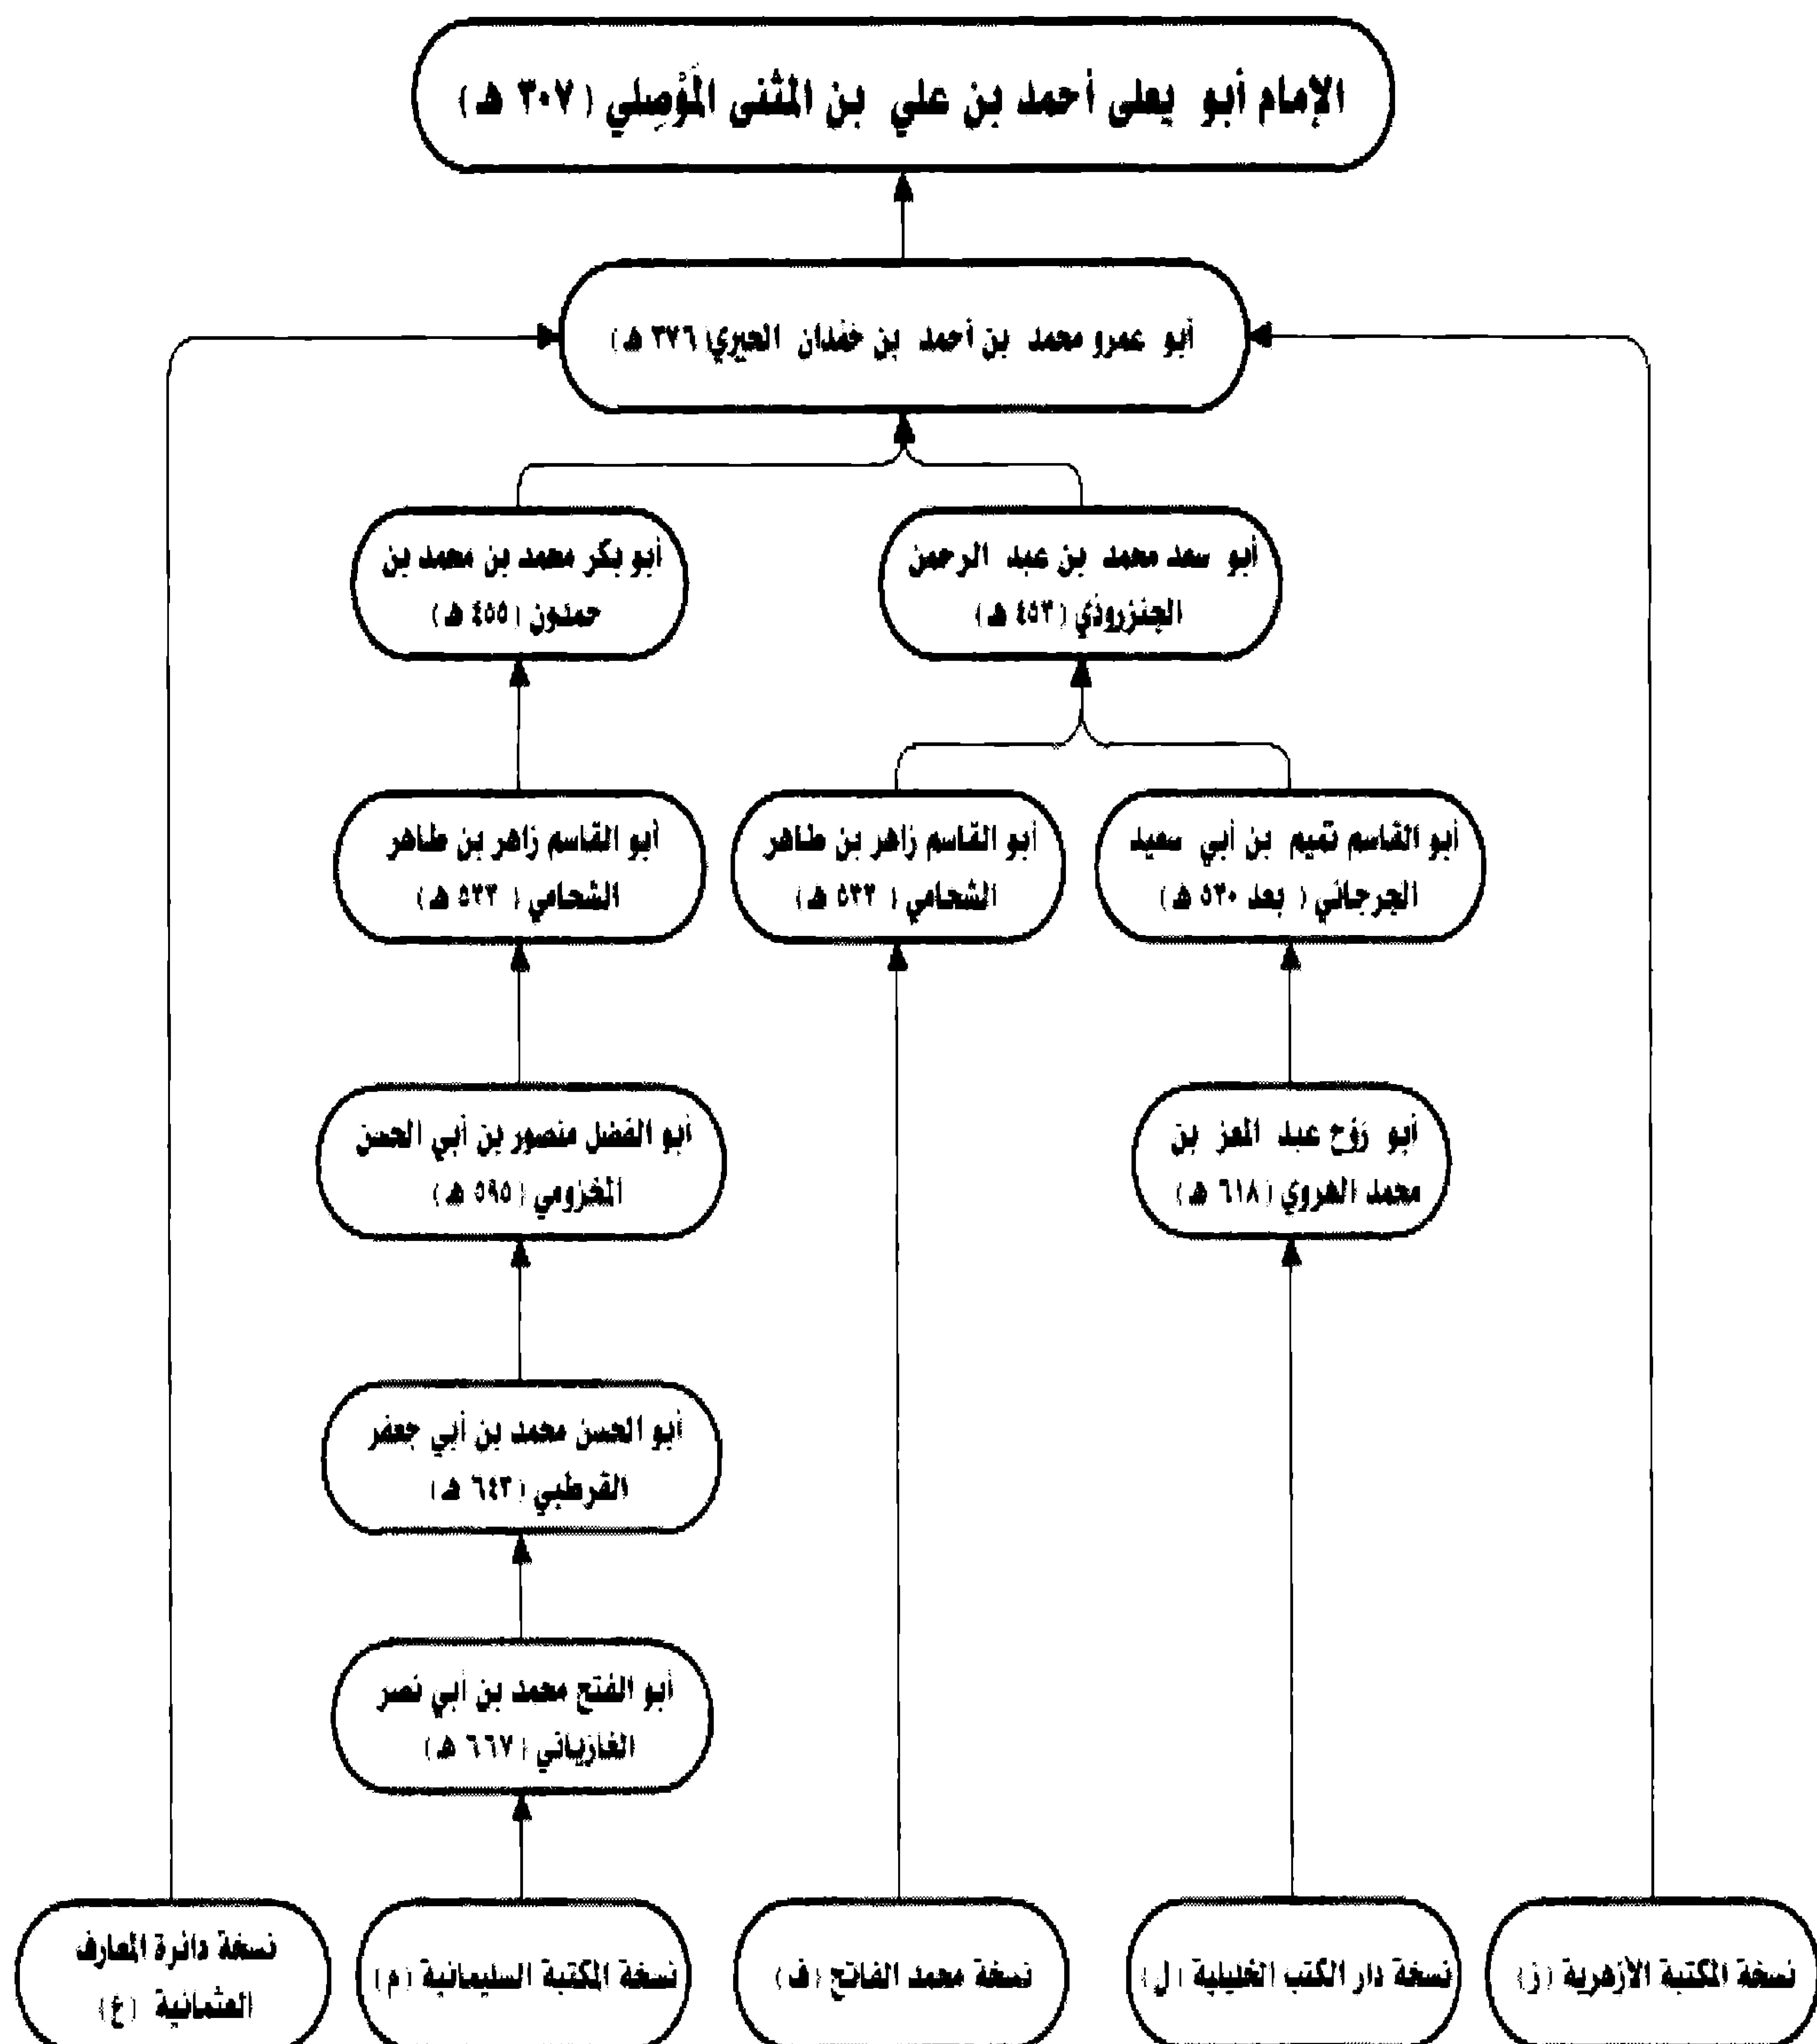 الإمام أبو يعلى أحمد بن علي بن المثنى المَوْصِلي (٣٠٧ هـ)
أبو عمرو محمد بن أحمد بن حَمْدان الحيري (٣٧٦ هـ)
أبو سعد محمد بن عبد الرحمن
الجنزروذي (٤٥٣ هـ)
أبو بكر محمد بن محمد بن
حمدون (٤٥٥ هـ)
أبو القاسم تميم بن أبي سعيد
الجرجاني (بعد ٥٣٠ هـ)
أبو القاسم زاهر بن طاهر
الشحامي (٥٣٣ هـ)
أبو القاسم زاهر بن طاهر
الشحامي (٥٣٣ هـ)
أبو رَوْح عبد المعز بن
محمد الهروي (٦١٨ هـ)
أبو الفضل منصور بن أبي الحسن
المخزومي (٥٩٥ هـ)
أبو الحسن محمد بن أبي جعفر
القرطبي (٦٤٣ هـ)
أبو الفتح محمد بن أبي نصر
الغازياني (٦٦٧ هـ)
نسخة المكتبة الأزهرية (ز)
نسخة دار الكتب الخليلية (ل)
نسخة محمد الفاتح (ف)
نسخة المكتبة السليمانية (م)
نسخة دائرة المعارف
العثمانية (ع)